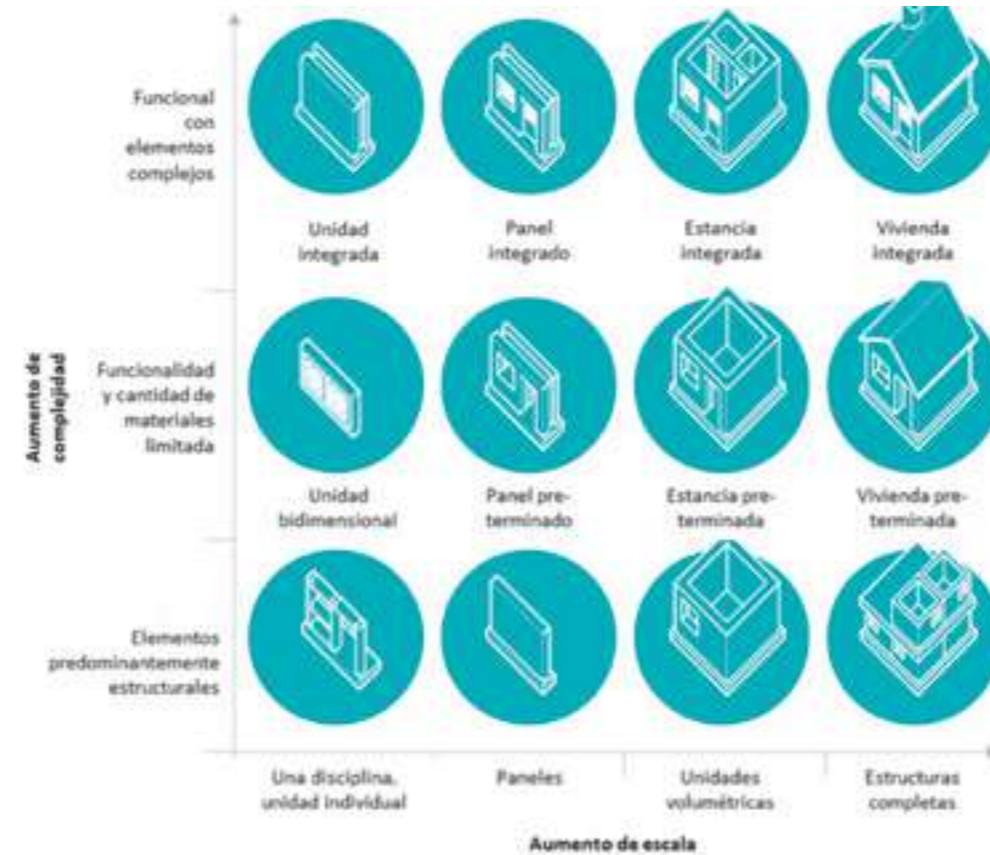 Funcional
con
elementos
complejos
Unidad
integrada
Panel
integrado
Estancia
integrada
Vivienda
integrada
Aumento de
complejidad
Funcionalidad
y cantidad de
materiales
limitada
Unidad
bidimensional
Panel pre-
terminado
Estancia pre-
terminada
Vivienda pre-
terminada
Elementos
predominantemente
estructurales
Una disciplina,
unidad individual
Paneles
Unidades
volumétricas
Estructuras
completas
Aumento de escala